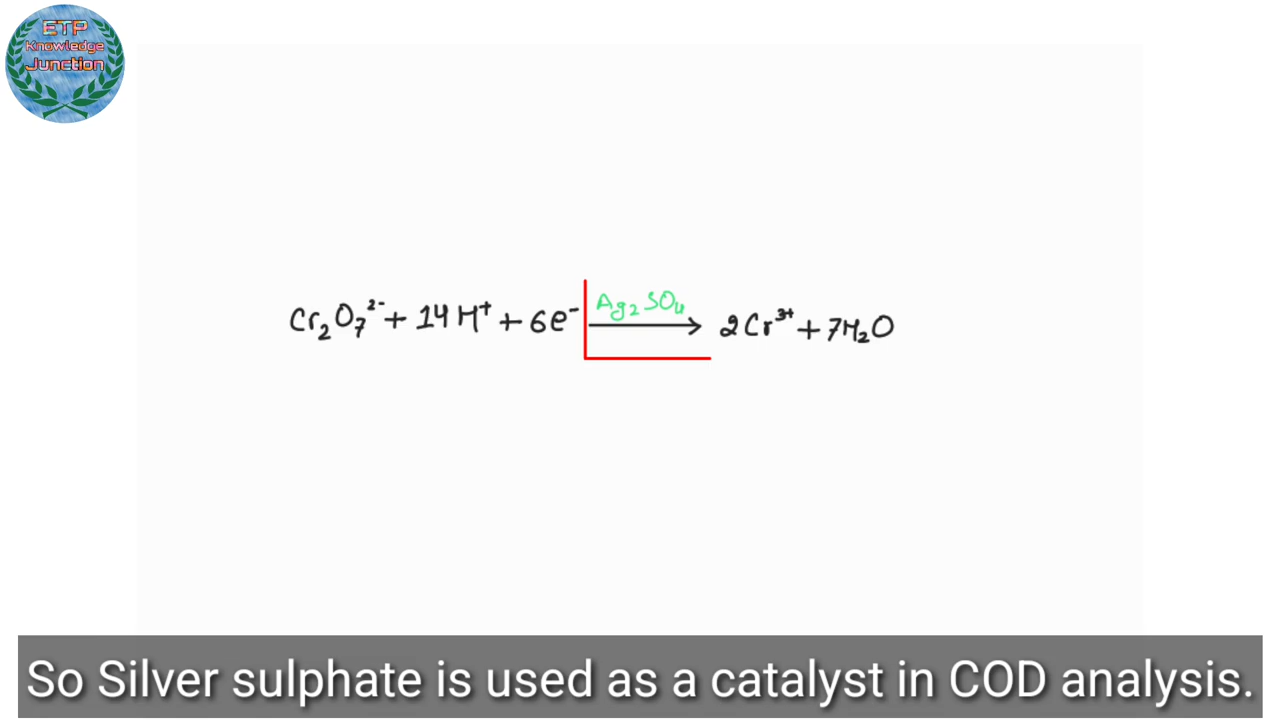 ETP
Knowledge
Junction
Cr₂O₇²⁻ + 14H⁺ + 6e⁻ Ag₂SO₄ → 2Cr³⁺ + 7H₂O
So Silver sulphate is used as a catalyst in COD analysis.